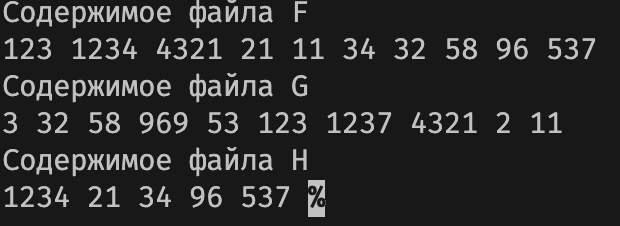 Содержимое файла F
123 1234 4321 21 11 34 32 58 96 537
Содержимое файла G
3 32 58 969 53 123 1237 4321 2 11
Содержимое файла H
1234 21 34 96 537 %